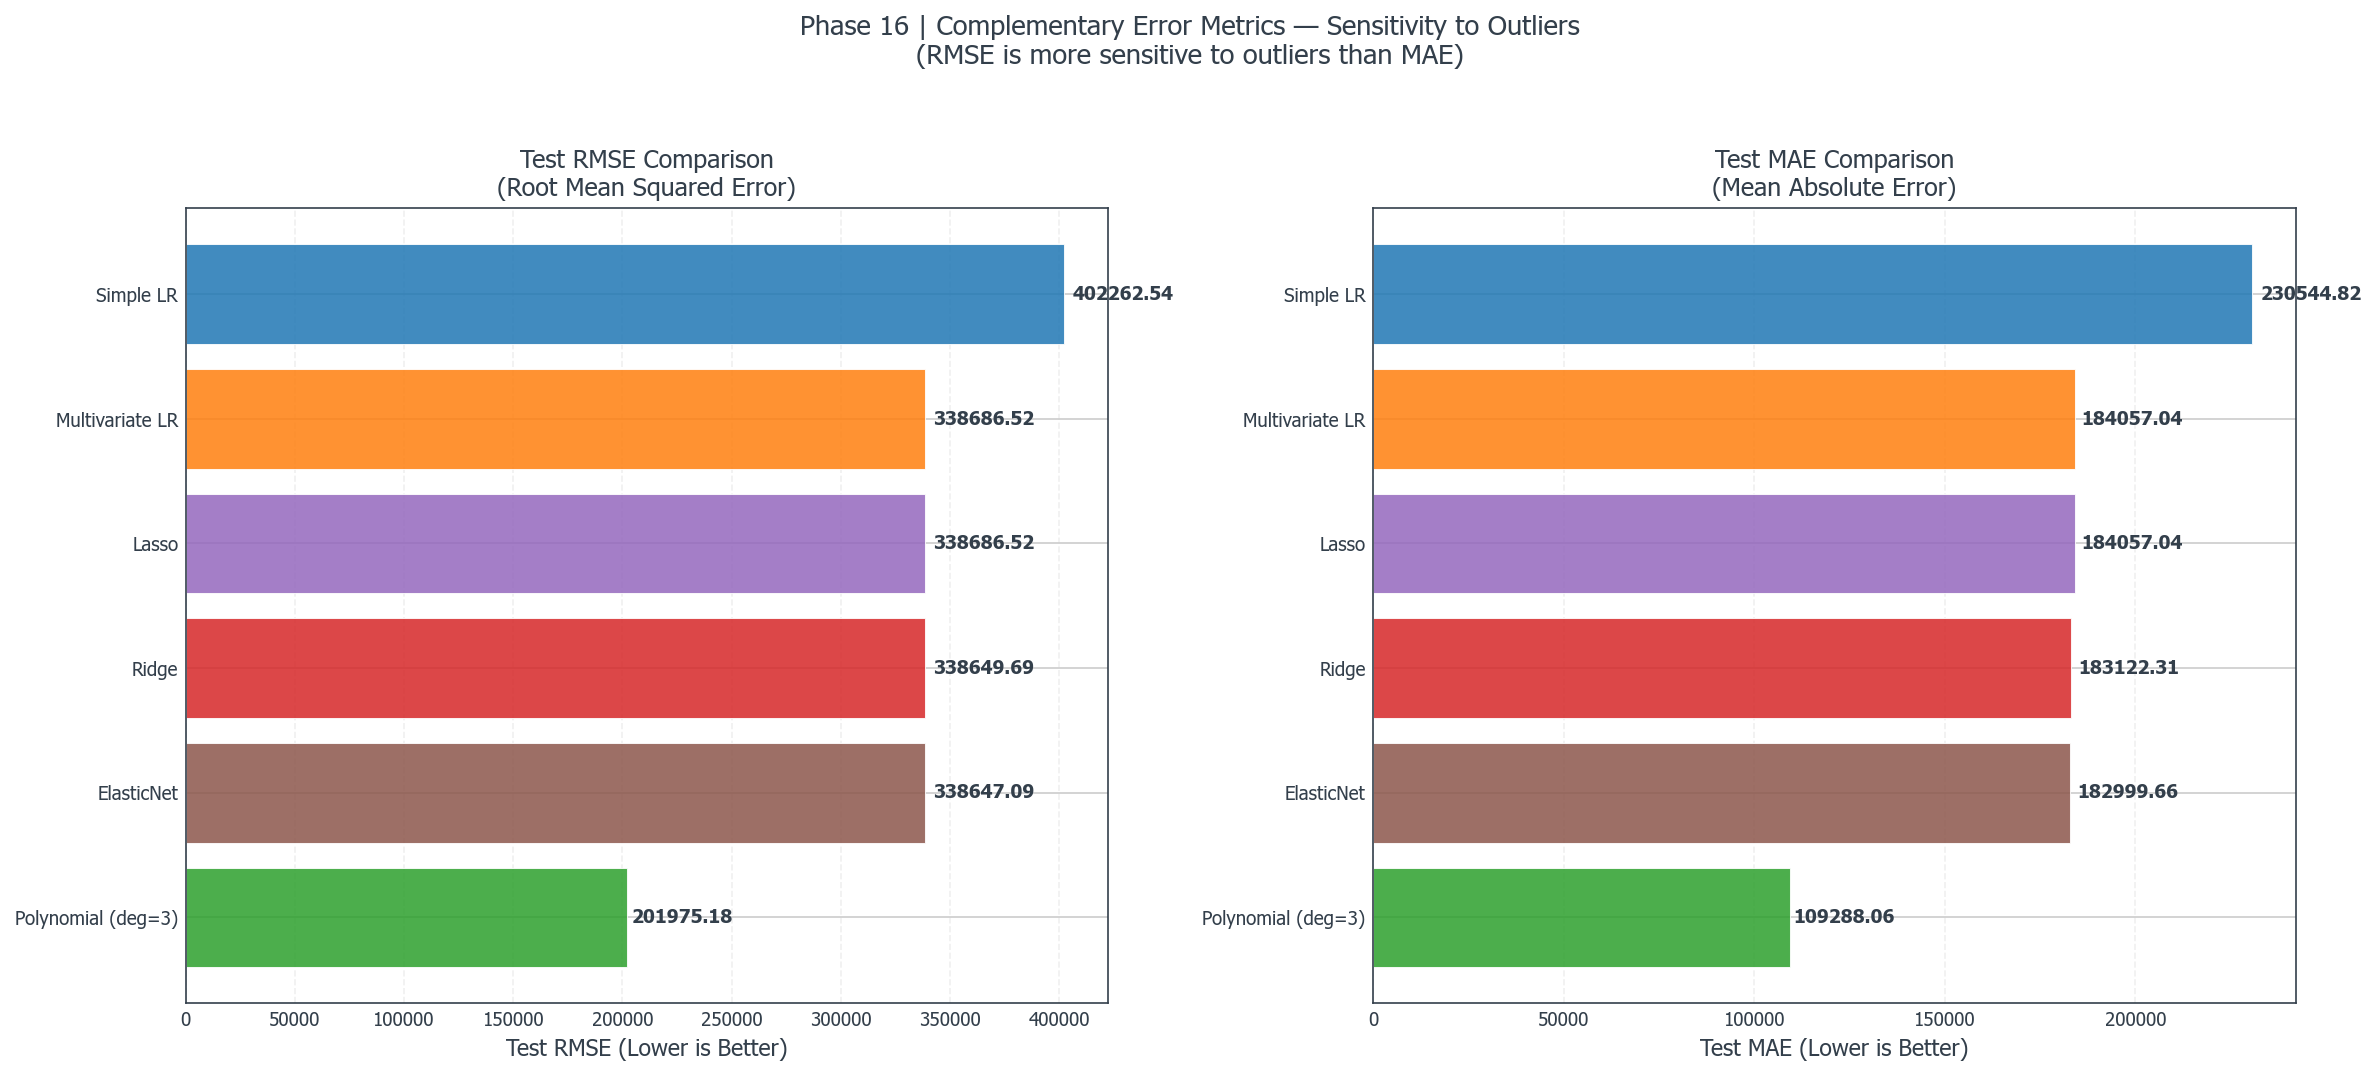 Phase 16 | Complementary Error Metrics — Sensitivity to Outliers
(RMSE is more sensitive to outliers than MAE)
Test RMSE Comparison
(Root Mean Squared Error)
Simple LR
402262.54
Multivariate LR
338686.52
Lasso
338686.52
Ridge
338649.69
ElasticNet
338647.09
Polynomial (deg=3)
201975.18
0 50000 100000 150000 200000 250000 300000 350000 400000
Test RMSE (Lower is Better)
Test MAE Comparison
(Mean Absolute Error)
Simple LR
230544.82
Multivariate LR
184057.04
Lasso
184057.04
Ridge
183122.31
ElasticNet
182999.66
Polynomial (deg=3)
109288.06
0 50000 100000 150000 200000
Test MAE (Lower is Better)